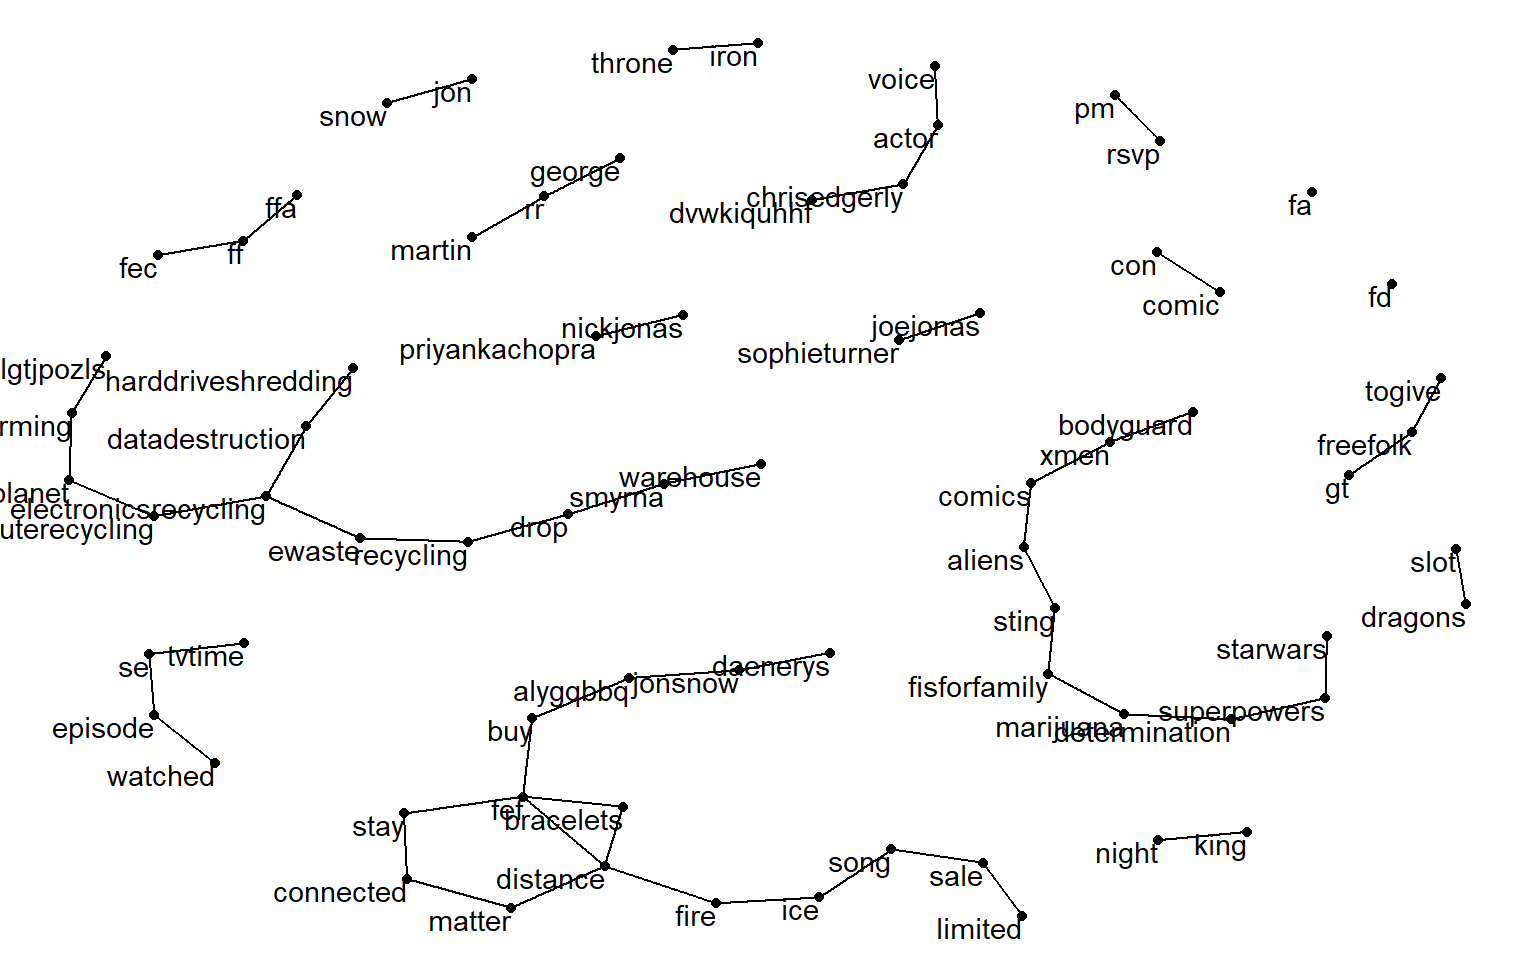 throne
iron
voice
snow
jon
pm
actor
rsvp
george
ffa
rr
chrisedgerly
dvwkiquhhf
fa
martin
fec
ff
con
comic
fd
nickjonas
joejonas
priyankachopra
sophieturner
lgtjpozls
harddriveshredding
togive
rming
datadestruction
bodyguard
xmen
freefolk
planet
electronicsrecycling
warehouse
smyrna
comics
gt
uterecycling
drop
ewaste
recycling
aliens
slot
sting
dragons
se
tvtime
daenerys
starwars
alygqbbq
jonsnow
fisforfamily
episode
buy
marijuana
superpowers
determination
watched
stay
fef
bracelets
connected
distance
song
sale
night
king
matter
fire
ice
limited